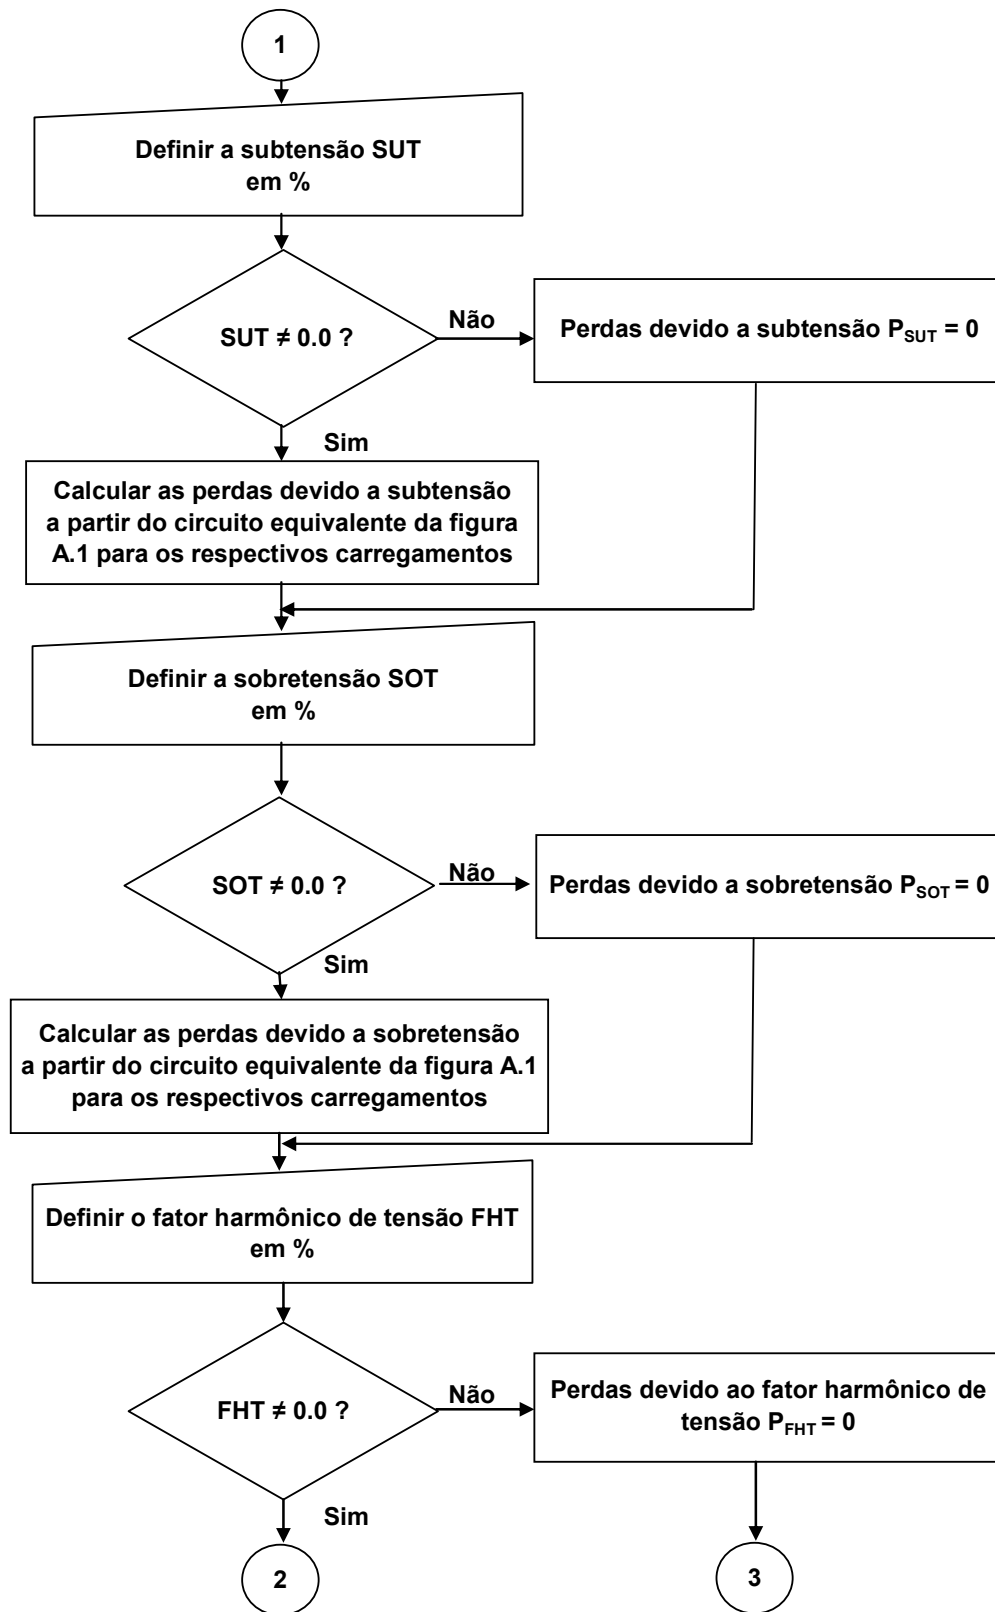 1
Definir a subtensão SUT
em %
SUT ≠ 0.0 ?
Não
Perdas devido a subtensão P_SUT = 0
Sim
Calcular as perdas devido a subtensão
a partir do circuito equivalente da figura
A.1 para os respectivos carregamentos
Definir a sobretensão SOT
em %
SOT ≠ 0.0 ?
Não
Perdas devido a sobretensão P_SOT = 0
Sim
Calcular as perdas devido a sobretensão
a partir do circuito equivalente da figura A.1
para os respectivos carregamentos
Definir o fator harmônico de tensão FHT
em %
FHT ≠ 0.0 ?
Não
Perdas devido ao fator harmônico de
tensão P_FHT = 0
Sim
2
3